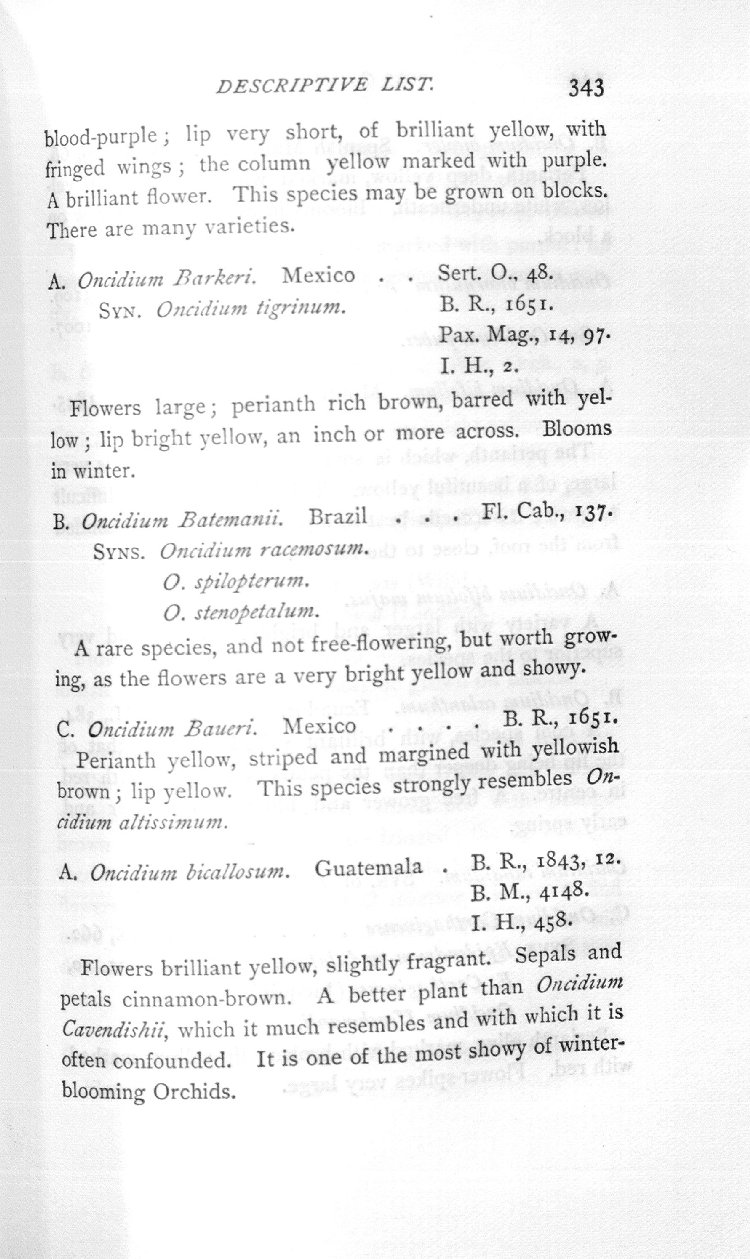 DESCRIPTIVE LIST. 343
blood-purple; lip very short, of brilliant yellow, with
fringed wings; the column yellow marked with purple.
A brilliant flower. This species may be grown on blocks.
There are many varieties.
A. Oncidium Barkeri. Mexico . . Sert. O., 48.
SYN. Oncidium tigrinum. B. R., 1651.
Pax. Mag., 14, 97.
I. H., 2.
Flowers large; perianth rich brown, barred with yel-
low; lip bright yellow, an inch or more across. Blooms
in winter.
B. Oncidium Batemanii. Brazil . . . Fl. Cab., 137.
SYNS. Oncidium racemosum.
O. spilopterum.
O. stenopetalum.
A rare species, and not free-flowering, but worth grow-
ing, as the flowers are a very bright yellow and showy.
C. Oncidium Baueri. Mexico . . . . B. R., 1651.
Perianth yellow, striped and margined with yellowish
brown; lip yellow. This species strongly resembles On-
cidium altissimum.
A. Oncidium bicallosum. Guatemala . B. R., 1843, 12.
B. M., 4148.
I. H., 458.
Flowers brilliant yellow, slightly fragrant. Sepals and
petals cinnamon-brown. A better plant than Oncidium
Cavendishii, which it much resembles and with which it is
often confounded. It is one of the most showy of winter-
blooming Orchids.